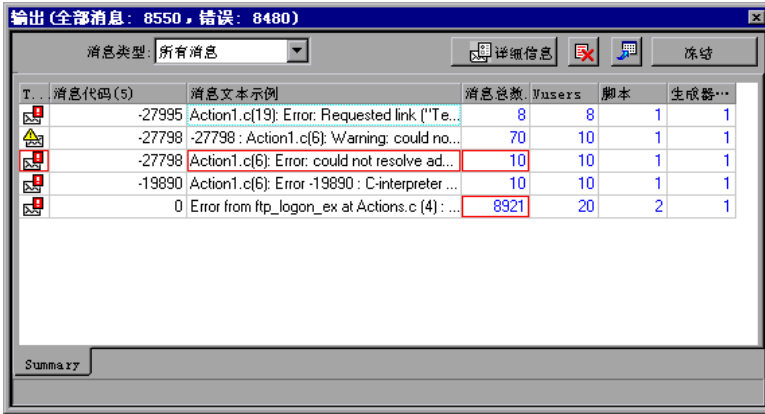 输出(全部消息: 8550，错误: 8480)
消息类型: 所有消息 详细信息 冻结
T... 消息代码(5) 消息文本示例 消息总数. Vusers 脚本 生成器…
-27995 Action1.c(19): Error: Requested link ("Te... 8 8 1 1
-27798 -27798 : Action1.c(6): Warning: could no... 70 10 1 1
-27798 Action1.c(6): Error: could not resolve ad... 10 10 1 1
-19890 Action1.c(6): Error -19890 : C-interpreter ... 10 10 1 1
0 Error from ftp_logon_ex at Actions.c (4) : ... 8921 20 2 1
Summary